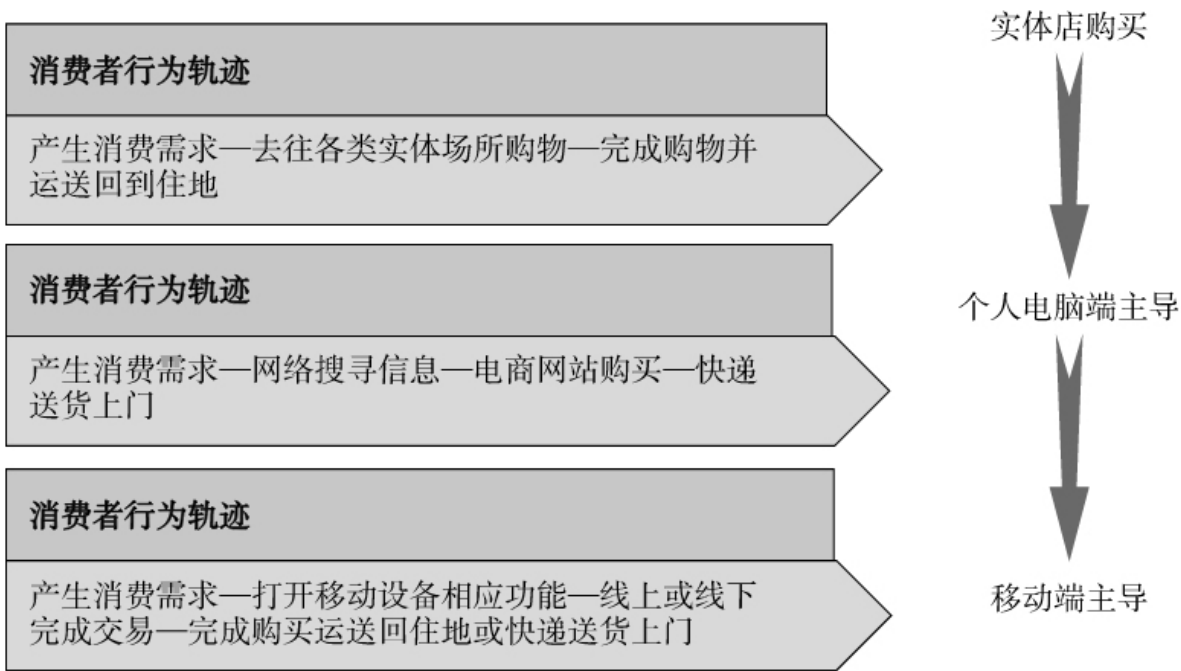 实体店购买
消费者行为轨迹
产生消费需求—去往各类实体场所购物—完成购物并
运送回到住地
消费者行为轨迹
个人电脑端主导
产生消费需求—网络搜寻信息—电商网站购买—快递
送货上门
消费者行为轨迹
产生消费需求—打开移动设备相应功能—线上或线下
完成交易—完成购买运送回住地或快递送货上门
移动端主导